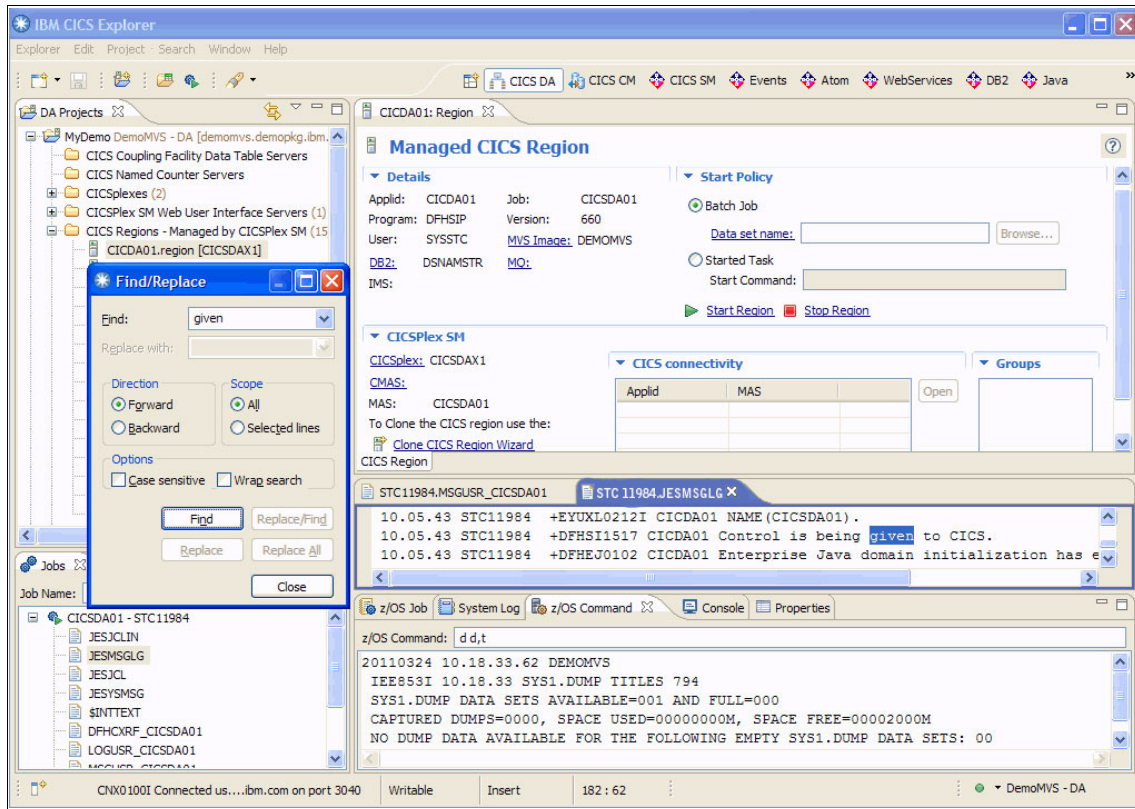 IBM CICS Explorer
Explorer Edit Project Search Window Help
CICS DA CICS CM CICS SM Events Atom WebServices DB2 Java »
DA Projects
MyDemo DemoMVS - DA [demomvs.demopkg.ibm.
CICS Coupling Facility Data Table Servers
CICS Named Counter Servers
CICSplexes (2)
CICSPlex SM Web User Interface Servers (1)
CICS Regions - Managed by CICSPlex SM (15
CICDA01.region [CICSDAX1]
Find/Replace
Find: given
Replace with:
Direction Scope
Forward All
Backward Selected lines
Options
Case sensitive Wrap search
Find Replace/Find
Replace Replace All
Close
Jobs
Job Name:
CICSDA01 - STC11984
JESJCLIN
JESMSGLG
JESJCL
JESYSMSG
$INTTEXT
DFHCXRF_CICSDA01
LOGUSR_CICSDA01
MSGUSR_CICSDA01
CICDA01: Region
Managed CICS Region
Details
Applid: CICDA01 Job: CICSDA01
Program: DFHSIP Version: 660
User: SYSSTC MVS Image: DEMOMVS
DB2: DSNAMSTR MQ:
IMS:
Start Policy
Batch Job
Data set name: Browse...
Started Task
Start Command:
Start Region Stop Region
CICSPlex SM
CICSplex: CICSDAX1
CMAS:
MAS: CICSDA01
To Clone the CICS region use the:
Clone CICS Region Wizard
CICS connectivity
Applid MAS
Open
Groups
CICS Region
STC11984.MSGUSR_CICSDA01 STC11984.JESMSGLG
10.05.43 STC11984 +EYUXL0212I CICDA01 NAME(CICSDA01).
10.05.43 STC11984 +DFHSI1517 CICDA01 Control is being given to CICS.
10.05.43 STC11984 +DFHEJ0102 CICDA01 Enterprise Java domain initialization has e
z/OS Job System Log z/OS Command Console Properties
z/OS Command: d d,t
20110324 10.18.33.62 DEMOMVS
IEE853I 10.18.33 SYS1.DUMP TITLES 794
SYS1.DUMP DATA SETS AVAILABLE=001 AND FULL=000
CAPTURED DUMPS=0000, SPACE USED=00000000M, SPACE FREE=00002000M
NO DUMP DATA AVAILABLE FOR THE FOLLOWING EMPTY SYS1.DUMP DATA SETS: 00
CNX0100I Connected us....ibm.com on port 3040 Writable Insert 182 : 62 DemoMVS - DA